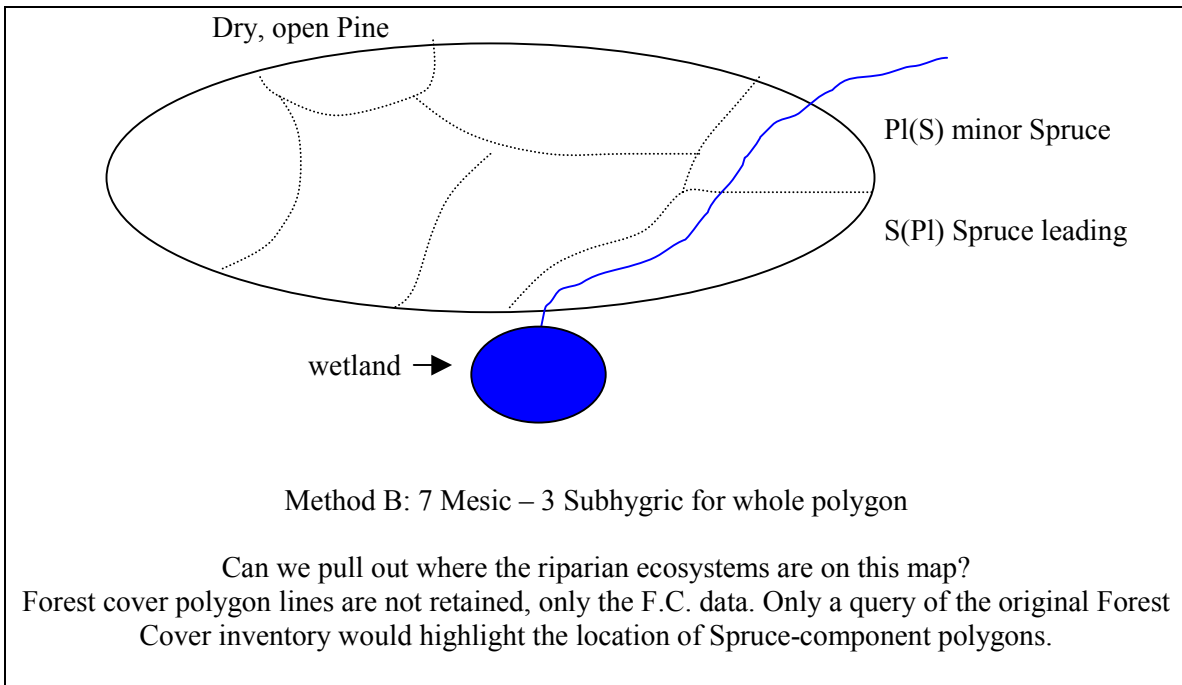 Dry, open Pine
Pl(S) minor Spruce
S(Pl) Spruce leading
wetland
Method B: 7 Mesic – 3 Subhygric for whole polygon
Can we pull out where the riparian ecosystems are on this map?
Forest cover polygon lines are not retained, only the F.C. data. Only a query of the original Forest
Cover inventory would highlight the location of Spruce-component polygons.